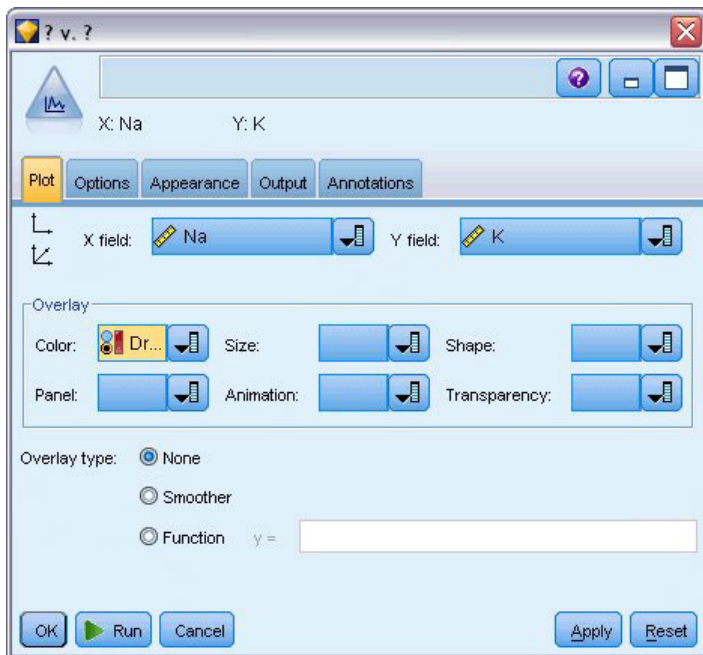 ? v. ?
X: Na Y: K
Plot Options Appearance Output Annotations
X field: Na Y field: K
Overlay
Color: Dr... Size: Shape:
Panel: Animation: Transparency:
Overlay type: None
Smoother
Function y =
OK Run Cancel Apply Reset